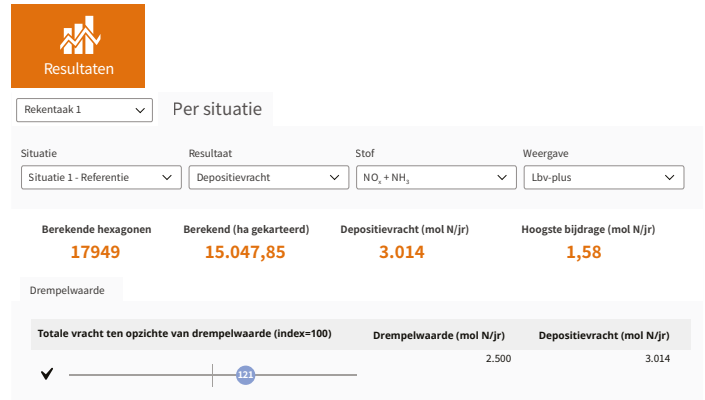 Resultaten
Rekentaak 1
Per situatie
Situatie Resultaat Stof Weergave
Situatie 1 - Referentie Depositievracht NOx + NH3 Lbv-plus
Berekende hexagonen Berekend (ha gekarteerd) Depositievracht (mol N/jr) Hoogste bijdrage (mol N/jr)
17949 15.047,85 3.014 1,58
Drempelwaarde
Totale vracht ten opzichte van drempelwaarde (index=100) Drempelwaarde (mol N/jr) Depositievracht (mol N/jr)
2.500 3.014
121